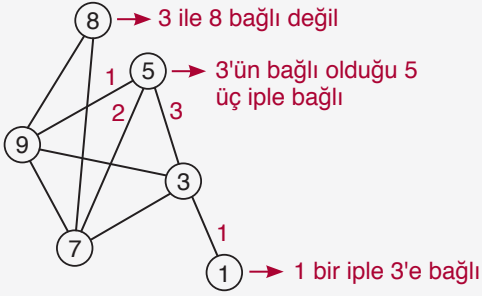 8 → 3 ile 8 bağlı değil
1 5 → 3'ün bağlı olduğu 5
2 3 üç iple bağlı
9
3
7
1
1 → 1 bir iple 3'e bağlı